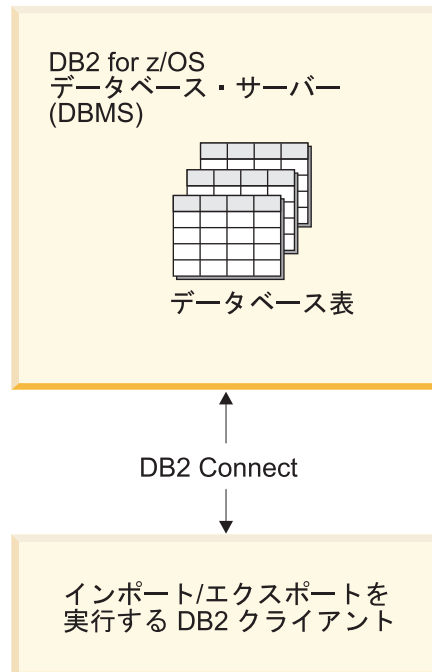 DB2 for z/OS
データベース・サーバー
(DBMS)
データベース表
DB2 Connect
インポート/エクスポートを
実行する DB2 クライアント